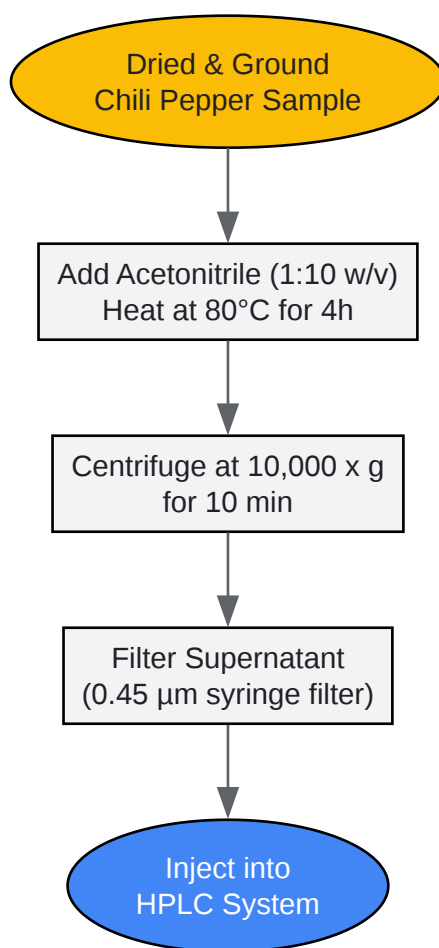 Dried & Ground
Chili Pepper Sample
Add Acetonitrile (1:10 w/v)
Heat at 80°C for 4h
Centrifuge at 10,000 x g
for 10 min
Filter Supernatant
(0.45 µm syringe filter)
Inject into
HPLC System